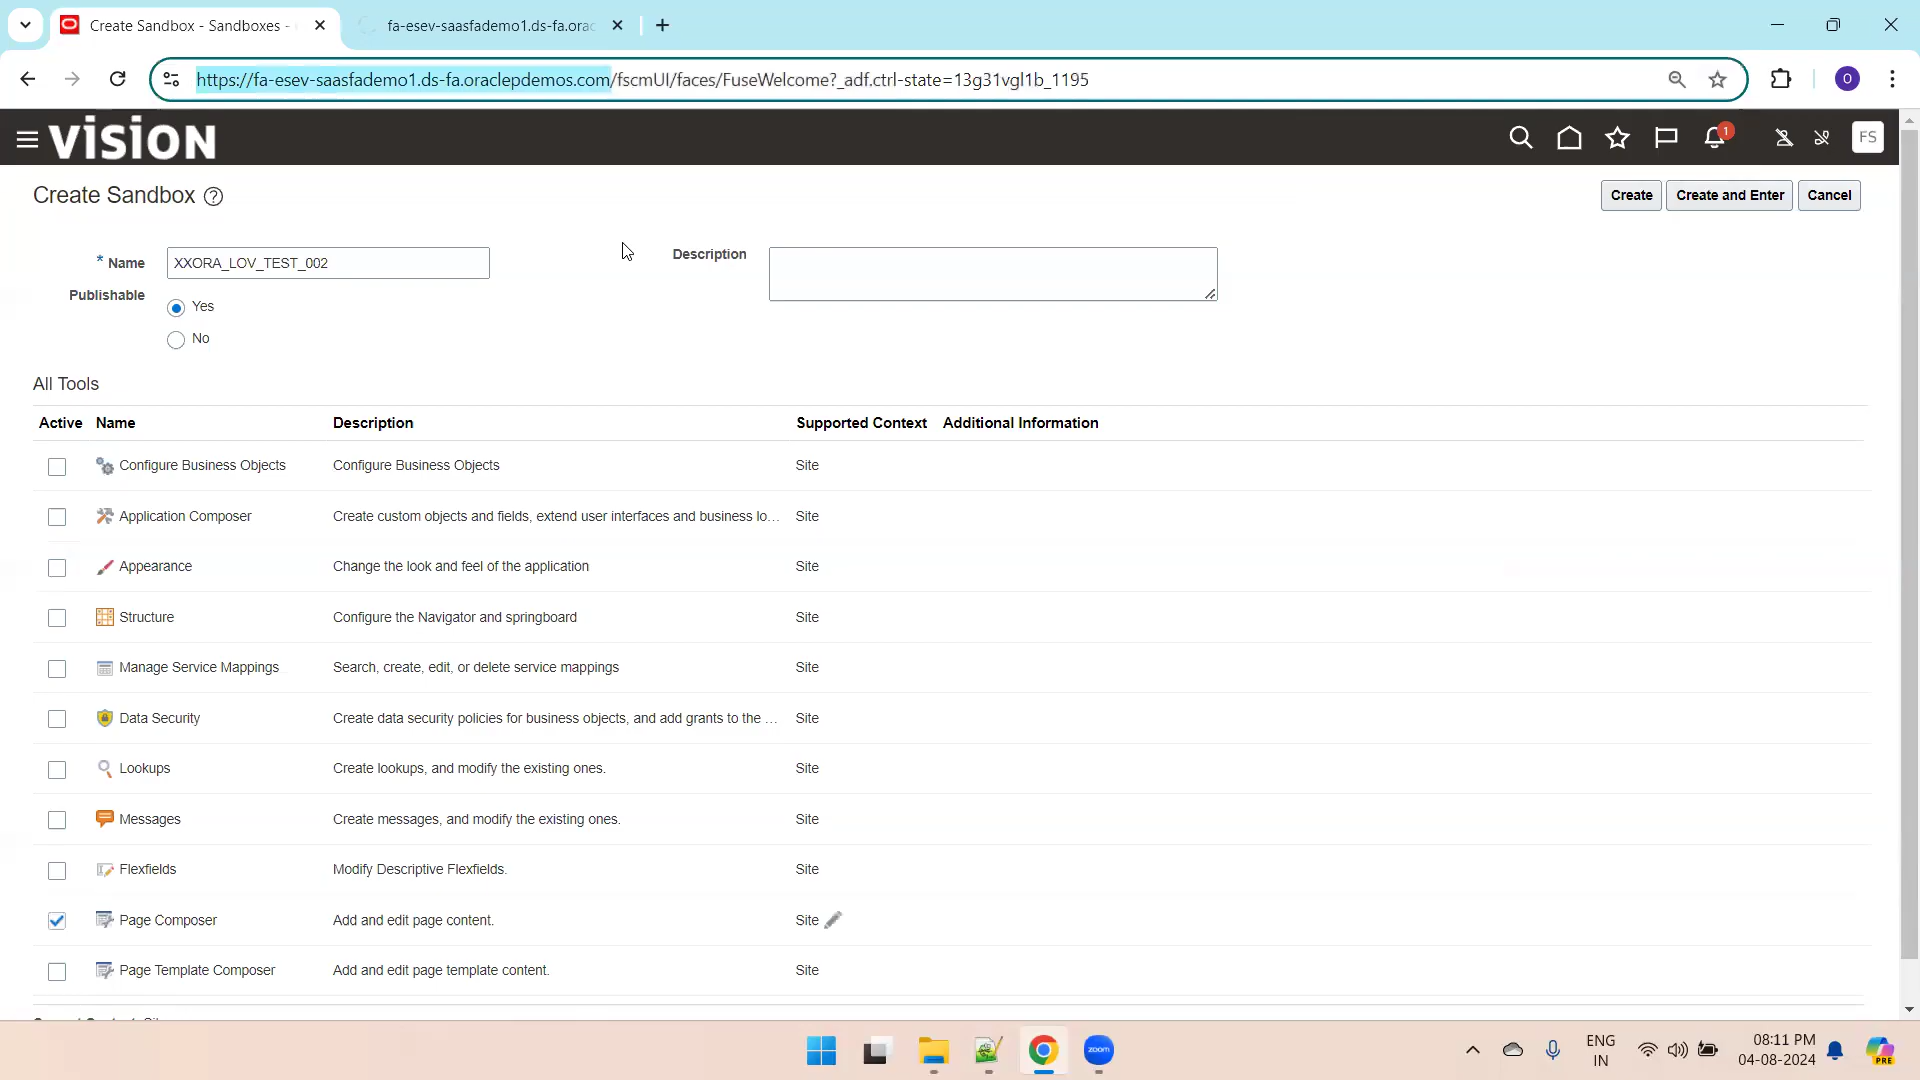 Create Sandbox - Sandboxes -
fa-esev-saasfademo1.ds-fa.orac
https://fa-esev-saasfademo1.ds-fa.oraclepdemos.com/fscmUI/faces/FuseWelcome?_adf.ctrl-state=13g31vgl1b_1195
O
VISION
1
FS
Create Sandbox ?
Create
Create and Enter
Cancel
* Name
XXORA_LOV_TEST_002
Description
Publishable
Yes
No
All Tools
Active Name Description Supported Context Additional Information
Configure Business Objects Configure Business Objects Site
Application Composer Create custom objects and fields, extend user interfaces and business lo... Site
Appearance Change the look and feel of the application Site
Structure Configure the Navigator and springboard Site
Manage Service Mappings Search, create, edit, or delete service mappings Site
Data Security Create data security policies for business objects, and add grants to the ... Site
Lookups Create lookups, and modify the existing ones. Site
Messages Create messages, and modify the existing ones. Site
Flexfields Modify Descriptive Flexfields. Site
Page Composer Add and edit page content. Site
Page Template Composer Add and edit page template content. Site
zoom
ENG
IN
08:11 PM
04-08-2024
PRE